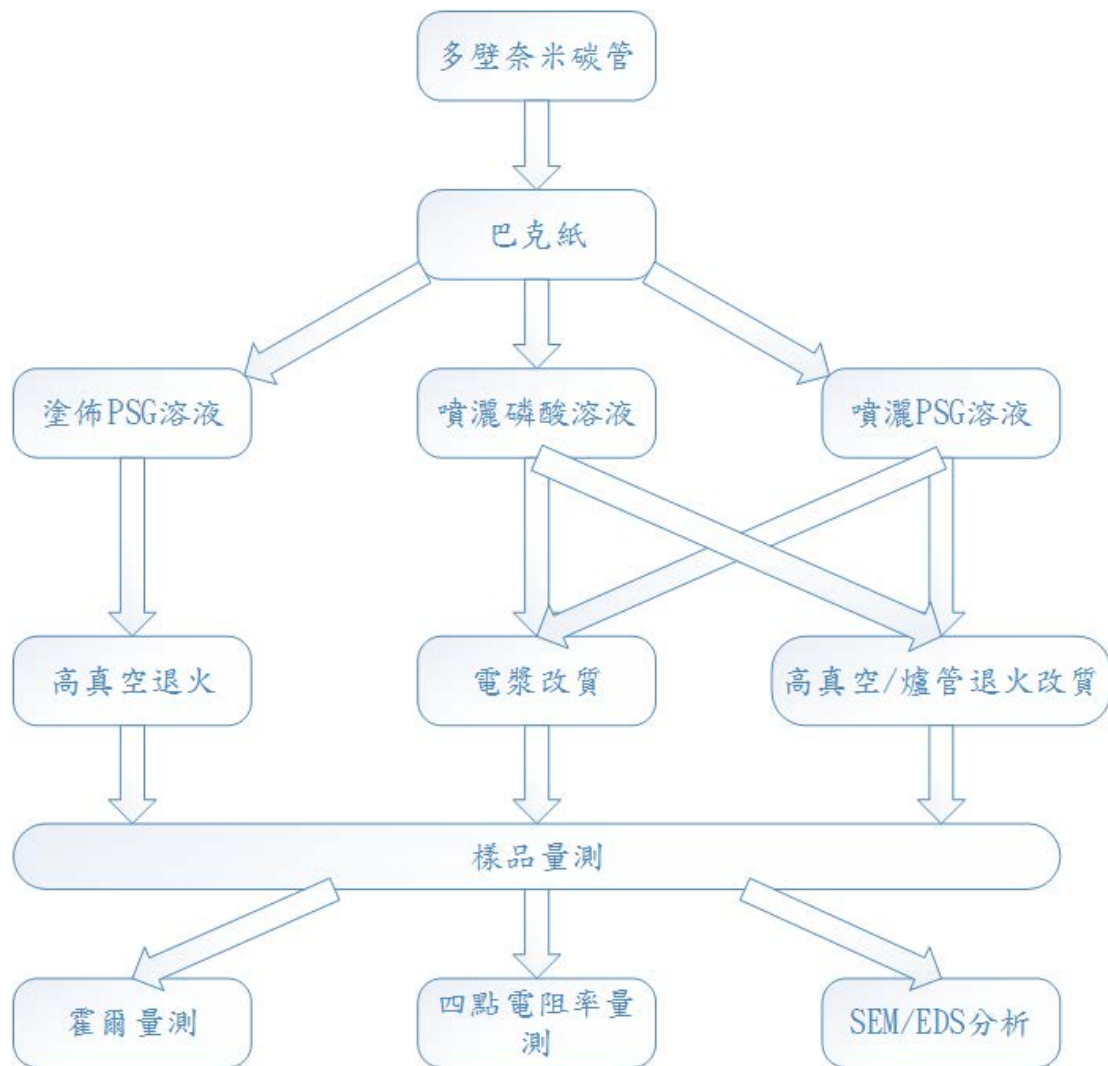 多壁奈米碳管
巴克紙
塗佈PSG溶液
噴灑磷酸溶液
噴灑PSG溶液
高真空退火
電漿改質
高真空/爐管退火改質
樣品量測
霍爾量測
四點電阻率量
測
SEM/EDS分析